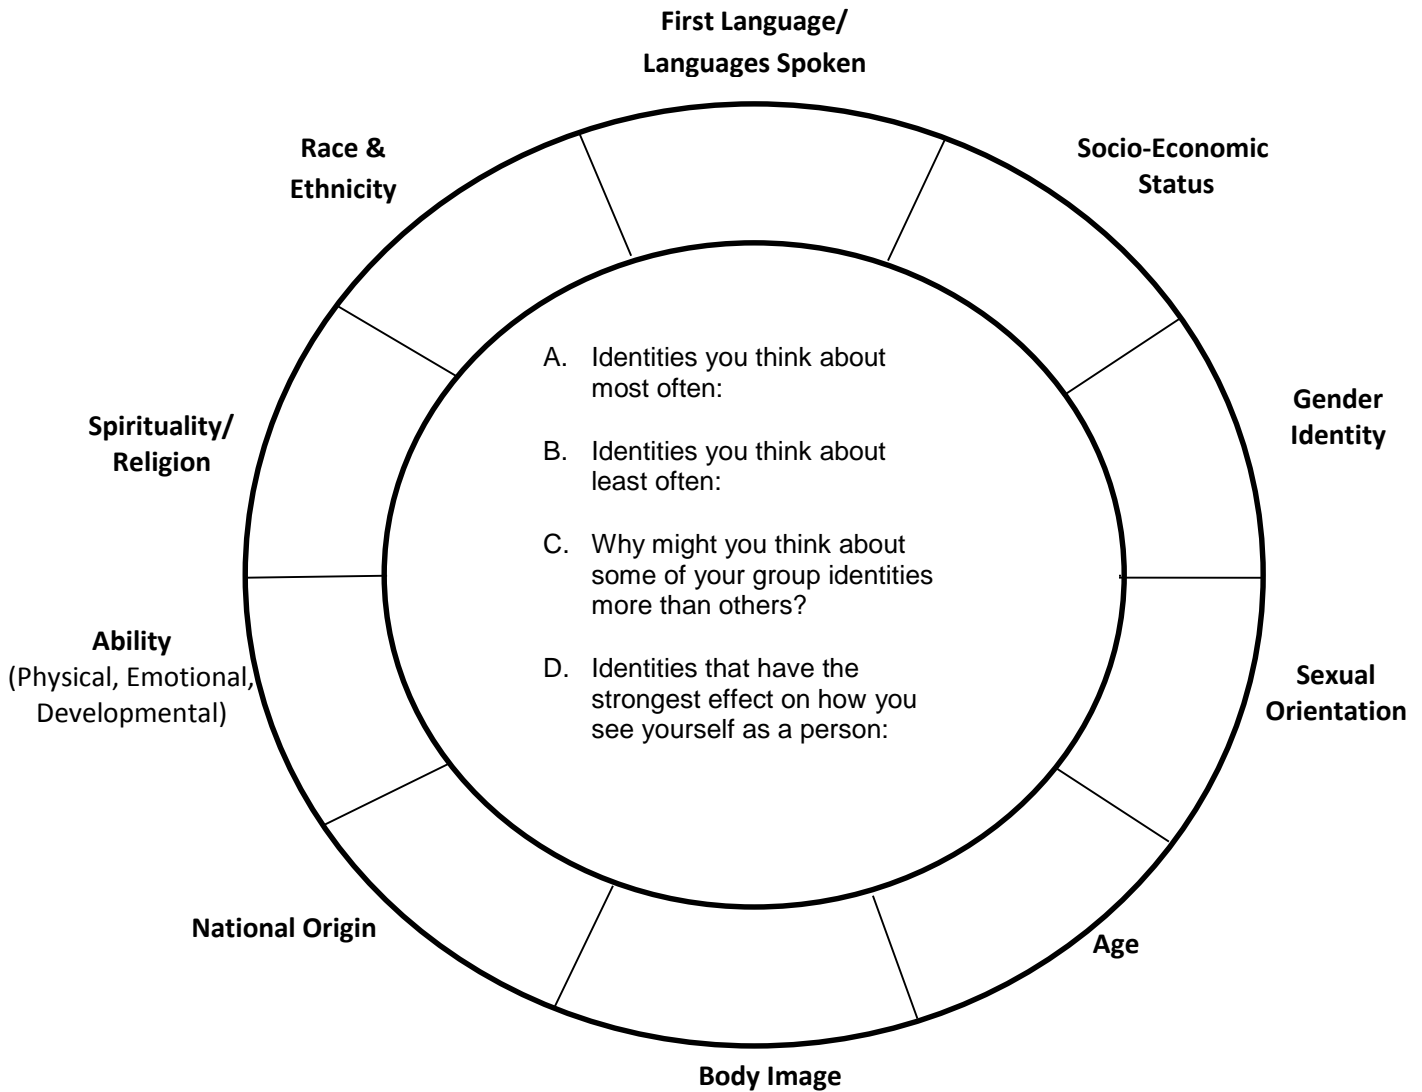 First Language/
Languages Spoken
Race &
Ethnicity
Socio-Economic
Status
Spirituality/
Religion
Gender
Identity
A. Identities you think about
most often:
B. Identities you think about
least often:
C. Why might you think about
some of your group identities
more than others?
D. Identities that have the
strongest effect on how you
see yourself as a person:
Ability
(Physical, Emotional,
Developmental)
Sexual
Orientation
National Origin
Age
Body Image